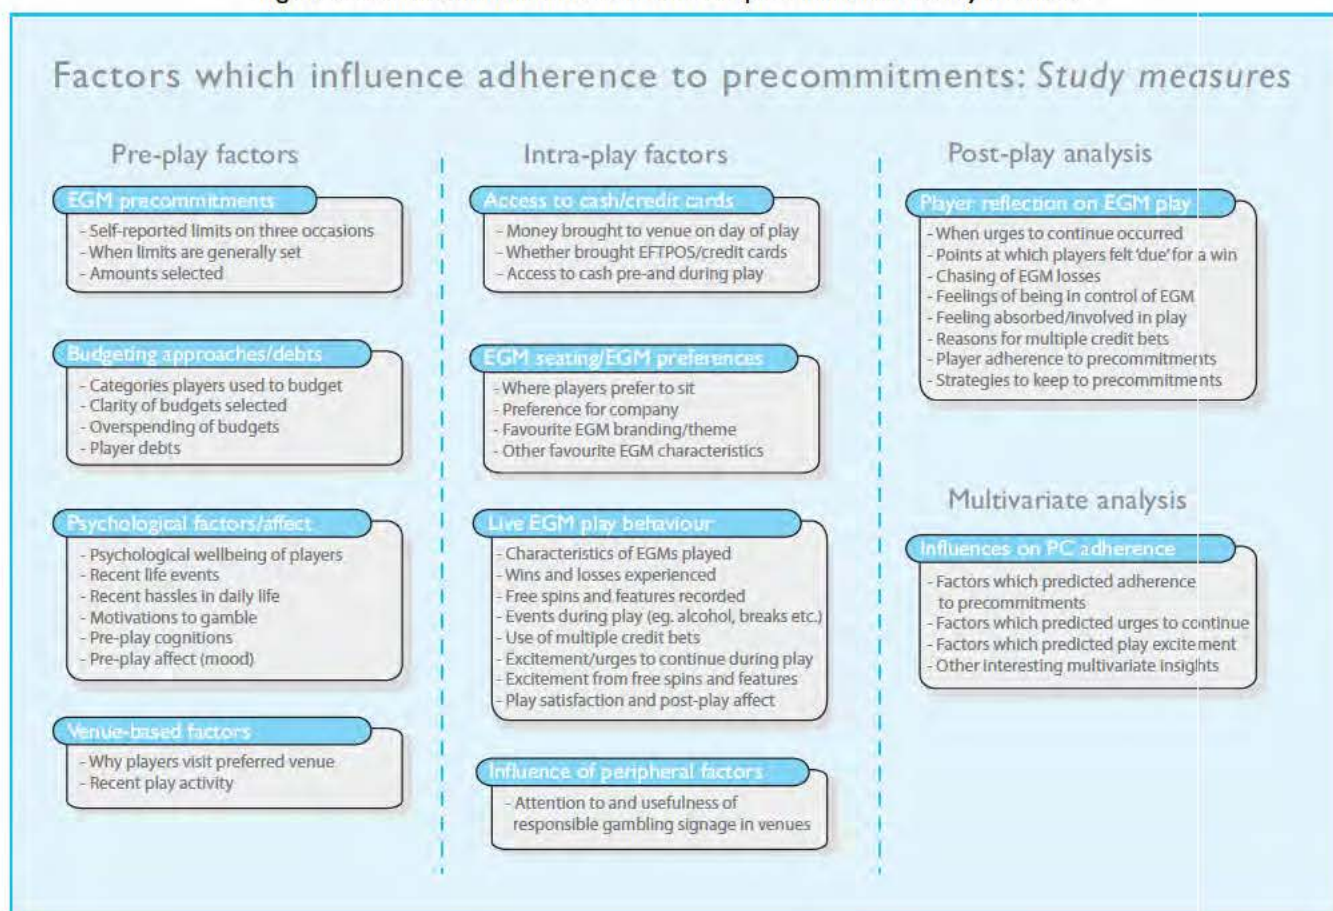 Factors which influence adherence to precommitments: Study measures
Pre-play factors
EGM precommitments
- Self-reported limits on three occasions
- When limits are generally set
- Amounts selected
Budgeting approaches/debts
- Categories players used to budget
- Clarity of budgets selected
- Overspending of budgets
- Player debts
Psychological factors/affect
- Psychological wellbeing of players
- Recent life events
- Recent hassles in daily life
- Motivations to gamble
- Pre-play cognitions
- Pre-play affect (mood)
Venue-based factors
- Why players visit preferred venue
- Recent play activity
Intra-play factors
Access to cash/credit cards
- Money brought to venue on day of play
- Whether brought EFTPOS/credit cards
- Access to cash pre-and during play
EGM seating/EGM preferences
- Where players prefer to sit
- Preference for company
- Favourite EGM branding/theme
- Other favourite EGM characteristics
Live EGM play behaviour
- Characteristics of EGMs played
- Wins and losses experienced
- Free spins and features recorded
- Events during play (eg. alcohol, breaks etc.)
- Use of multiple credit bets
- Excitement/urges to continue during play
- Excitement from free spins and features
- Play satisfaction and post-play affect
Influence of peripheral factors
- Attention to and usefulness of
responsible gambling signage in venues
Post-play analysis
Player reflection on EGM play
- When urges to continue occurred
- Points at which players felt 'due' for a win
- Chasing of EGM losses
- Feelings of being in control of EGM
- Feeling absorbed/involved in play
- Reasons for multiple credit bets
- Player adherence to precommitments
- Strategies to keep to precommitments
Multivariate analysis
Influences on PC adherence
- Factors which predicted adherence
to precommitments
- Factors which predicted urges to continue
- Factors which predicted play excitement
- Other interesting multivariate insights